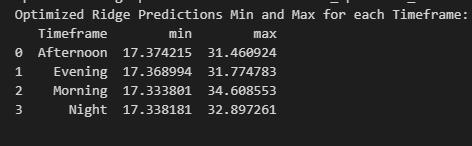 Optimized Ridge Predictions Min and Max for each Timeframe:
Timeframe min max
0 Afternoon 17.374215 31.460924
1 Evening 17.368994 31.774783
2 Morning 17.333801 34.608553
3 Night 17.338181 32.897261